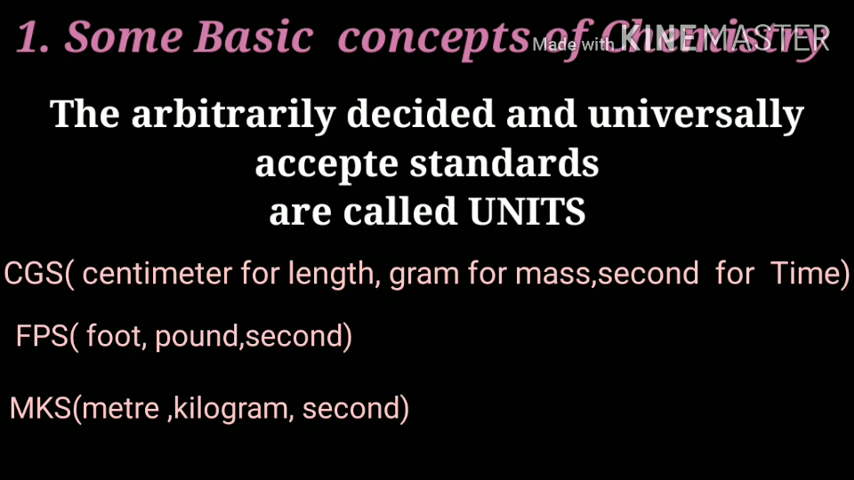 1. Some Basic concepts of Chemistry
Made with KINEMASTER
The arbitrarily decided and universally
accepte standards
are called UNITS
CGS( centimeter for length, gram for mass,second for Time)
FPS( foot, pound,second)
MKS(metre ,kilogram, second)